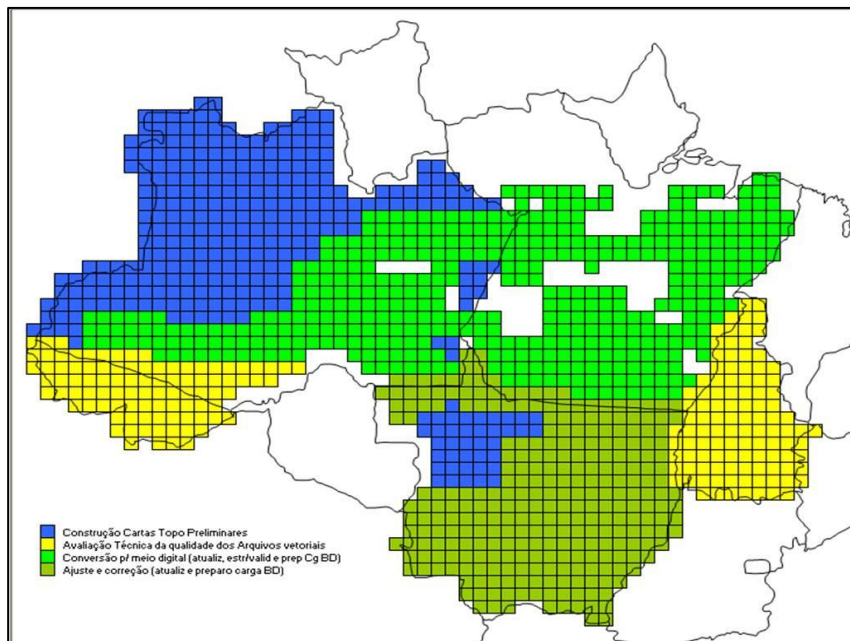 Construção Cartas Topo Preliminares
Avaliação Técnica da qualidade dos Arquivos vetoriais
Conversão p/ meio digital (atualiz, estr/valid e prep Cg BD)
Ajuste e correção (atualiz e preparo carga BD)